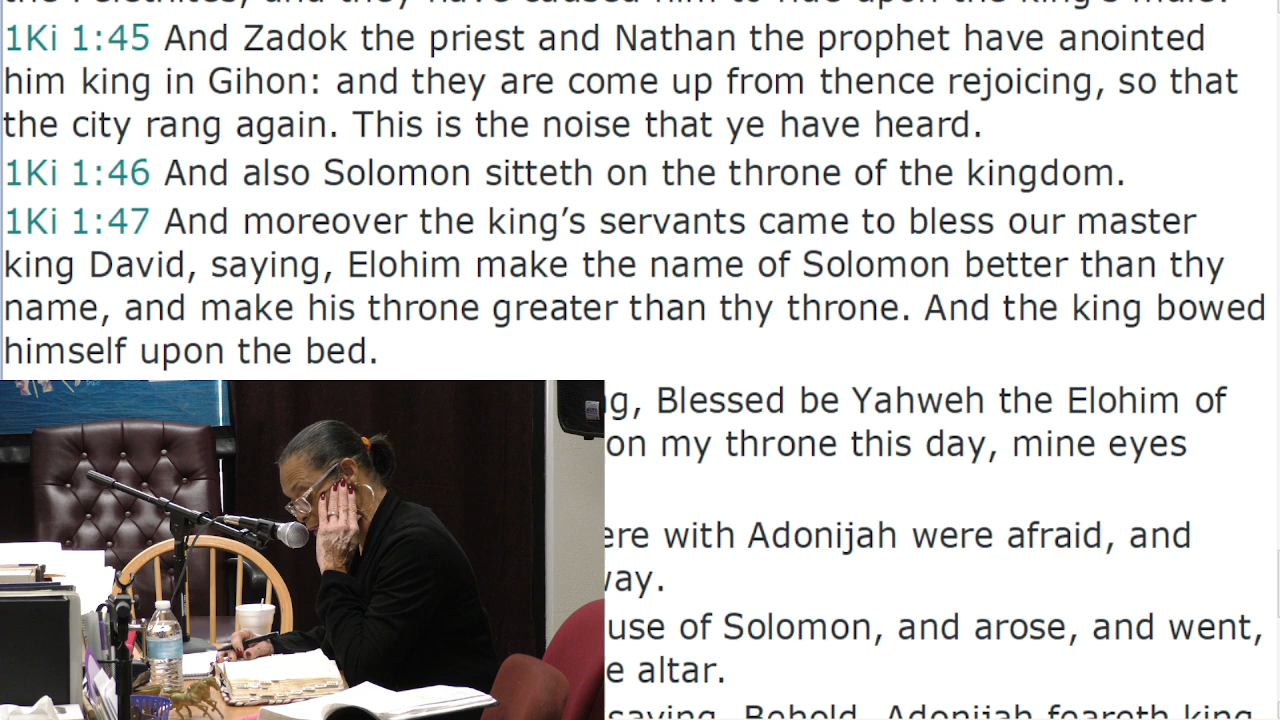 1Ki 1:45 And Zadok the priest and Nathan the prophet have anointed
him king in Gihon: and they are come up from thence rejoicing, so that
the city rang again. This is the noise that ye have heard.
1Ki 1:46 And also Solomon sitteth on the throne of the kingdom.
1Ki 1:47 And moreover the king’s servants came to bless our master
king David, saying, Elohim make the name of Solomon better than thy
name, and make his throne greater than thy throne. And the king bowed
himself upon the bed.
Blessed be Yahweh the Elohim of
on my throne this day, mine eyes
with Adonijah were afraid, and
of Solomon, and arose, and went,
altar.
saying, Behold, Adonijah feareth king